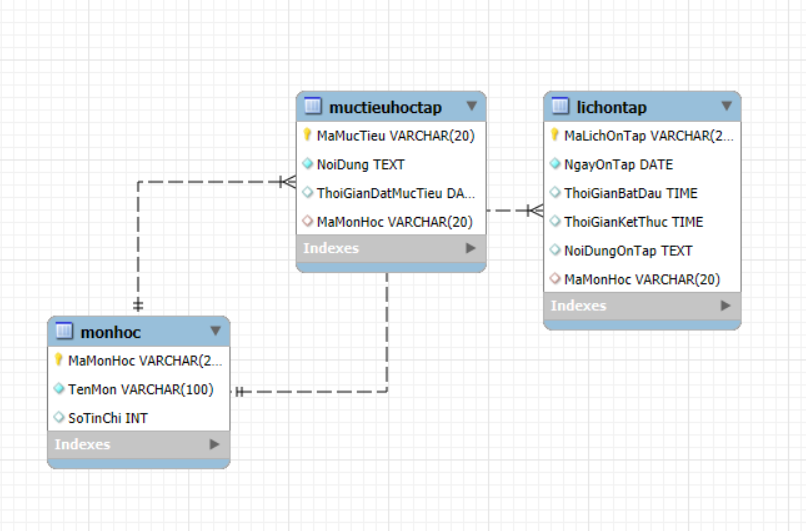 muctieuhoctap
MaMucTieu VARCHAR(20)
NoiDung TEXT
ThoiGianDatMucTieu DA...
MaMonHoc VARCHAR(20)
Indexes
lichontap
MaLichOnTap VARCHAR(2...
NgayOnTap DATE
ThoiGianBatDau TIME
ThoiGianKetThuc TIME
NoiDungOnTap TEXT
MaMonHoc VARCHAR(20)
Indexes
monhoc
MaMonHoc VARCHAR(2...
TenMon VARCHAR(100)
SoTinChi INT
Indexes